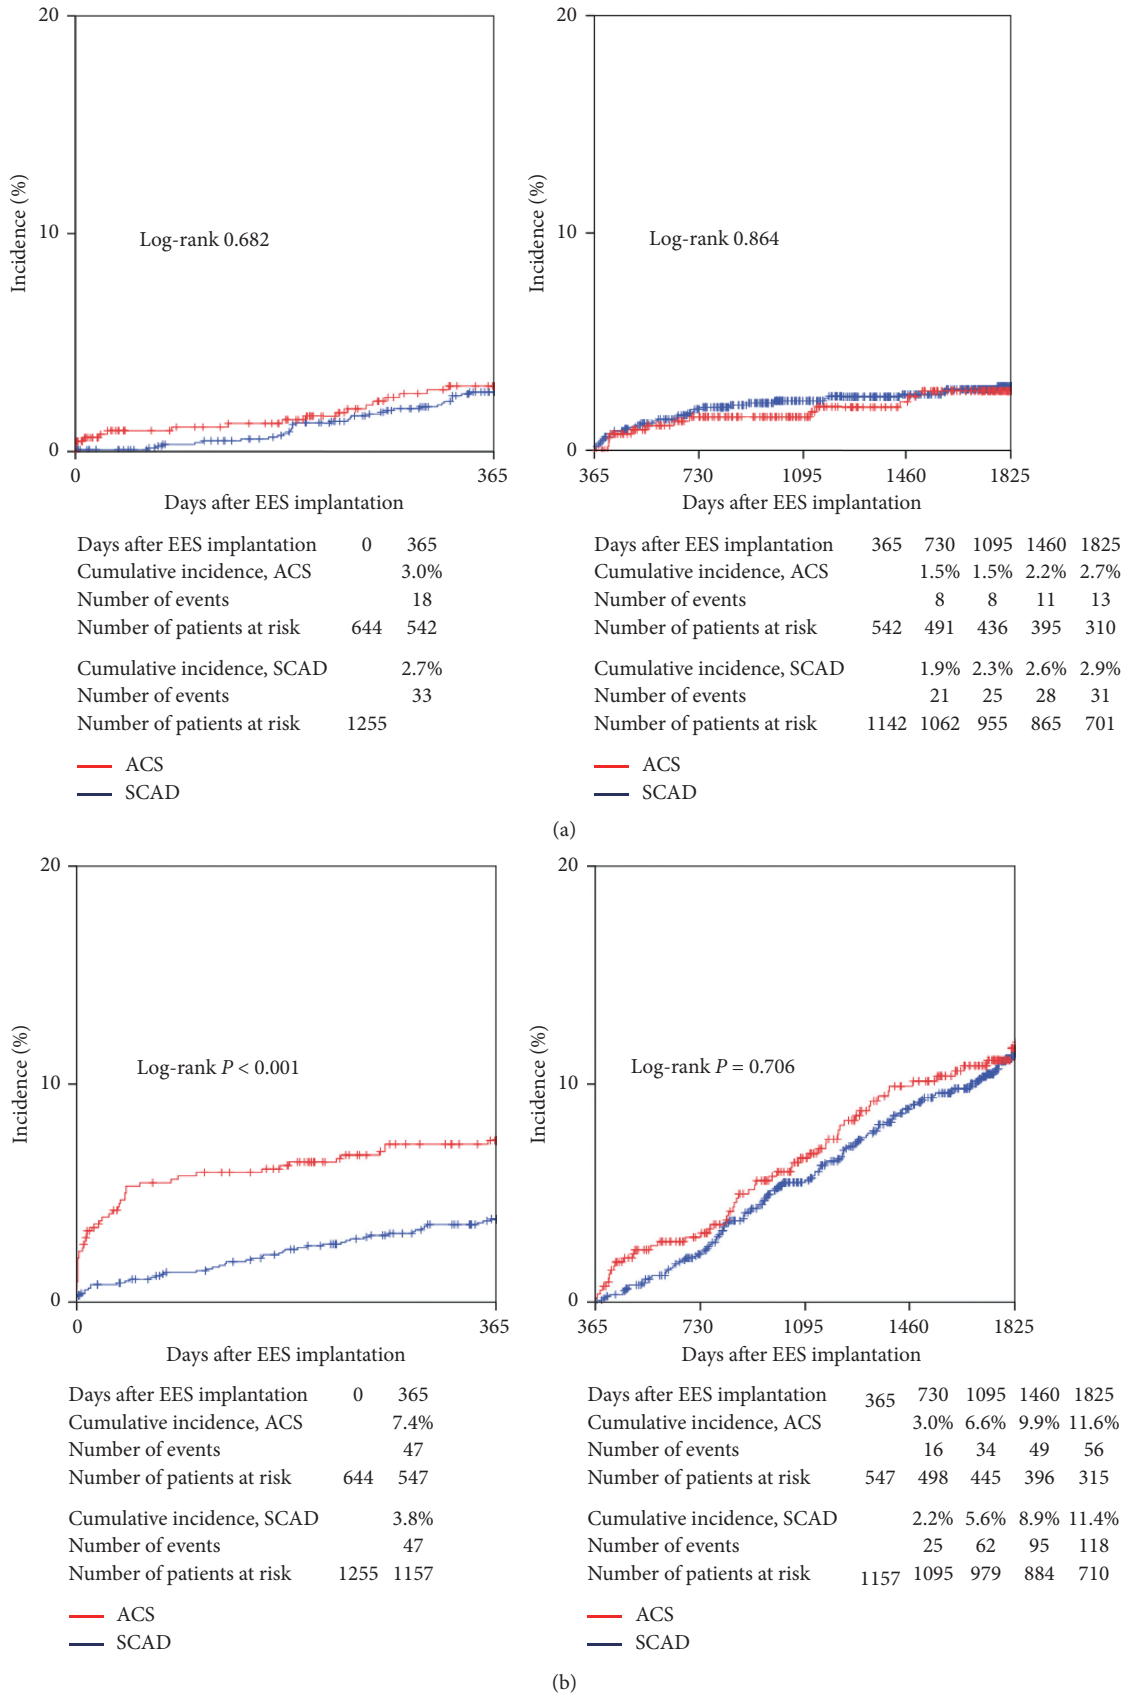 20
10
0
Incidence (%)
Log-rank 0.682
0 365
Days after EES implantation
Days after EES implantation 0 365
Cumulative incidence, ACS 3.0%
Number of events 18
Number of patients at risk 644 542
Cumulative incidence, SCAD 2.7%
Number of events 33
Number of patients at risk 1255
ACS
SCAD
20
10
0
Incidence (%)
Log-rank 0.864
365 730 1095 1460 1825
Days after EES implantation
Days after EES implantation 365 730 1095 1460 1825
Cumulative incidence, ACS 1.5% 1.5% 2.2% 2.7%
Number of events 8 8 11 13
Number of patients at risk 542 491 436 395 310
Cumulative incidence, SCAD 1.9% 2.3% 2.6% 2.9%
Number of events 21 25 28 31
Number of patients at risk 1142 1062 955 865 701
ACS
SCAD
(a)
20
10
0
Incidence (%)
Log-rank P < 0.001
0 365
Days after EES implantation
Days after EES implantation 0 365
Cumulative incidence, ACS 7.4%
Number of events 47
Number of patients at risk 644 547
Cumulative incidence, SCAD 3.8%
Number of events 47
Number of patients at risk 1255 1157
ACS
SCAD
20
10
0
Incidence (%)
Log-rank P = 0.706
365 730 1095 1460 1825
Days after EES implantation
Days after EES implantation 365 730 1095 1460 1825
Cumulative incidence, ACS 3.0% 6.6% 9.9% 11.6%
Number of events 16 34 49 56
Number of patients at risk 547 498 445 396 315
Cumulative incidence, SCAD 2.2% 5.6% 8.9% 11.4%
Number of events 25 62 95 118
Number of patients at risk 1157 1095 979 884 710
ACS
SCAD
(b)